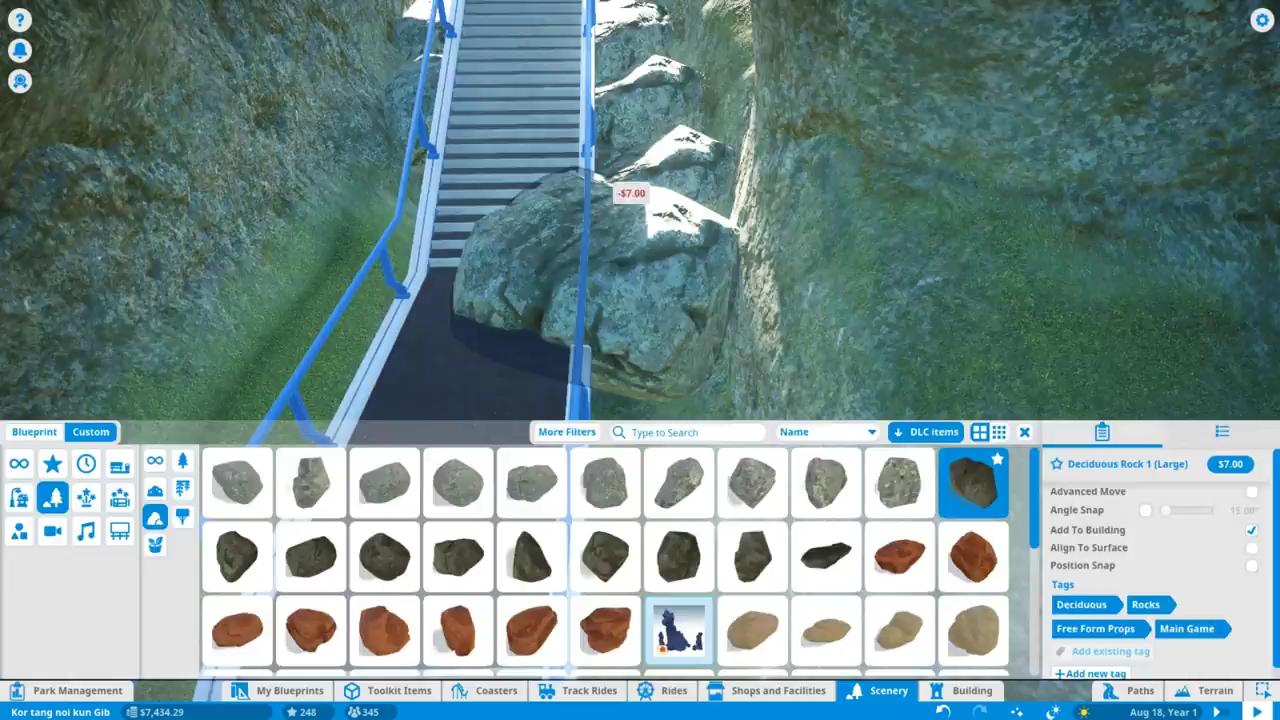 ?
-$7.00
Blueprint Custom
More Filters Type to Search Name DLC items
Deciduous Rock 1 (Large) $7.00
Advanced Move
Angle Snap 15.00°
Add To Building
Align To Surface
Position Snap
Tags
Deciduous Rocks
Free Form Props Main Game
Add existing tag
+Add new tag
Park Management My Blueprints Toolkit Items Coasters Track Rides Rides Shops and Facilities Scenery Building Paths Terrain
Kor tang noi kun Gib $7,434.29 248 345 Aug 18, Year 1